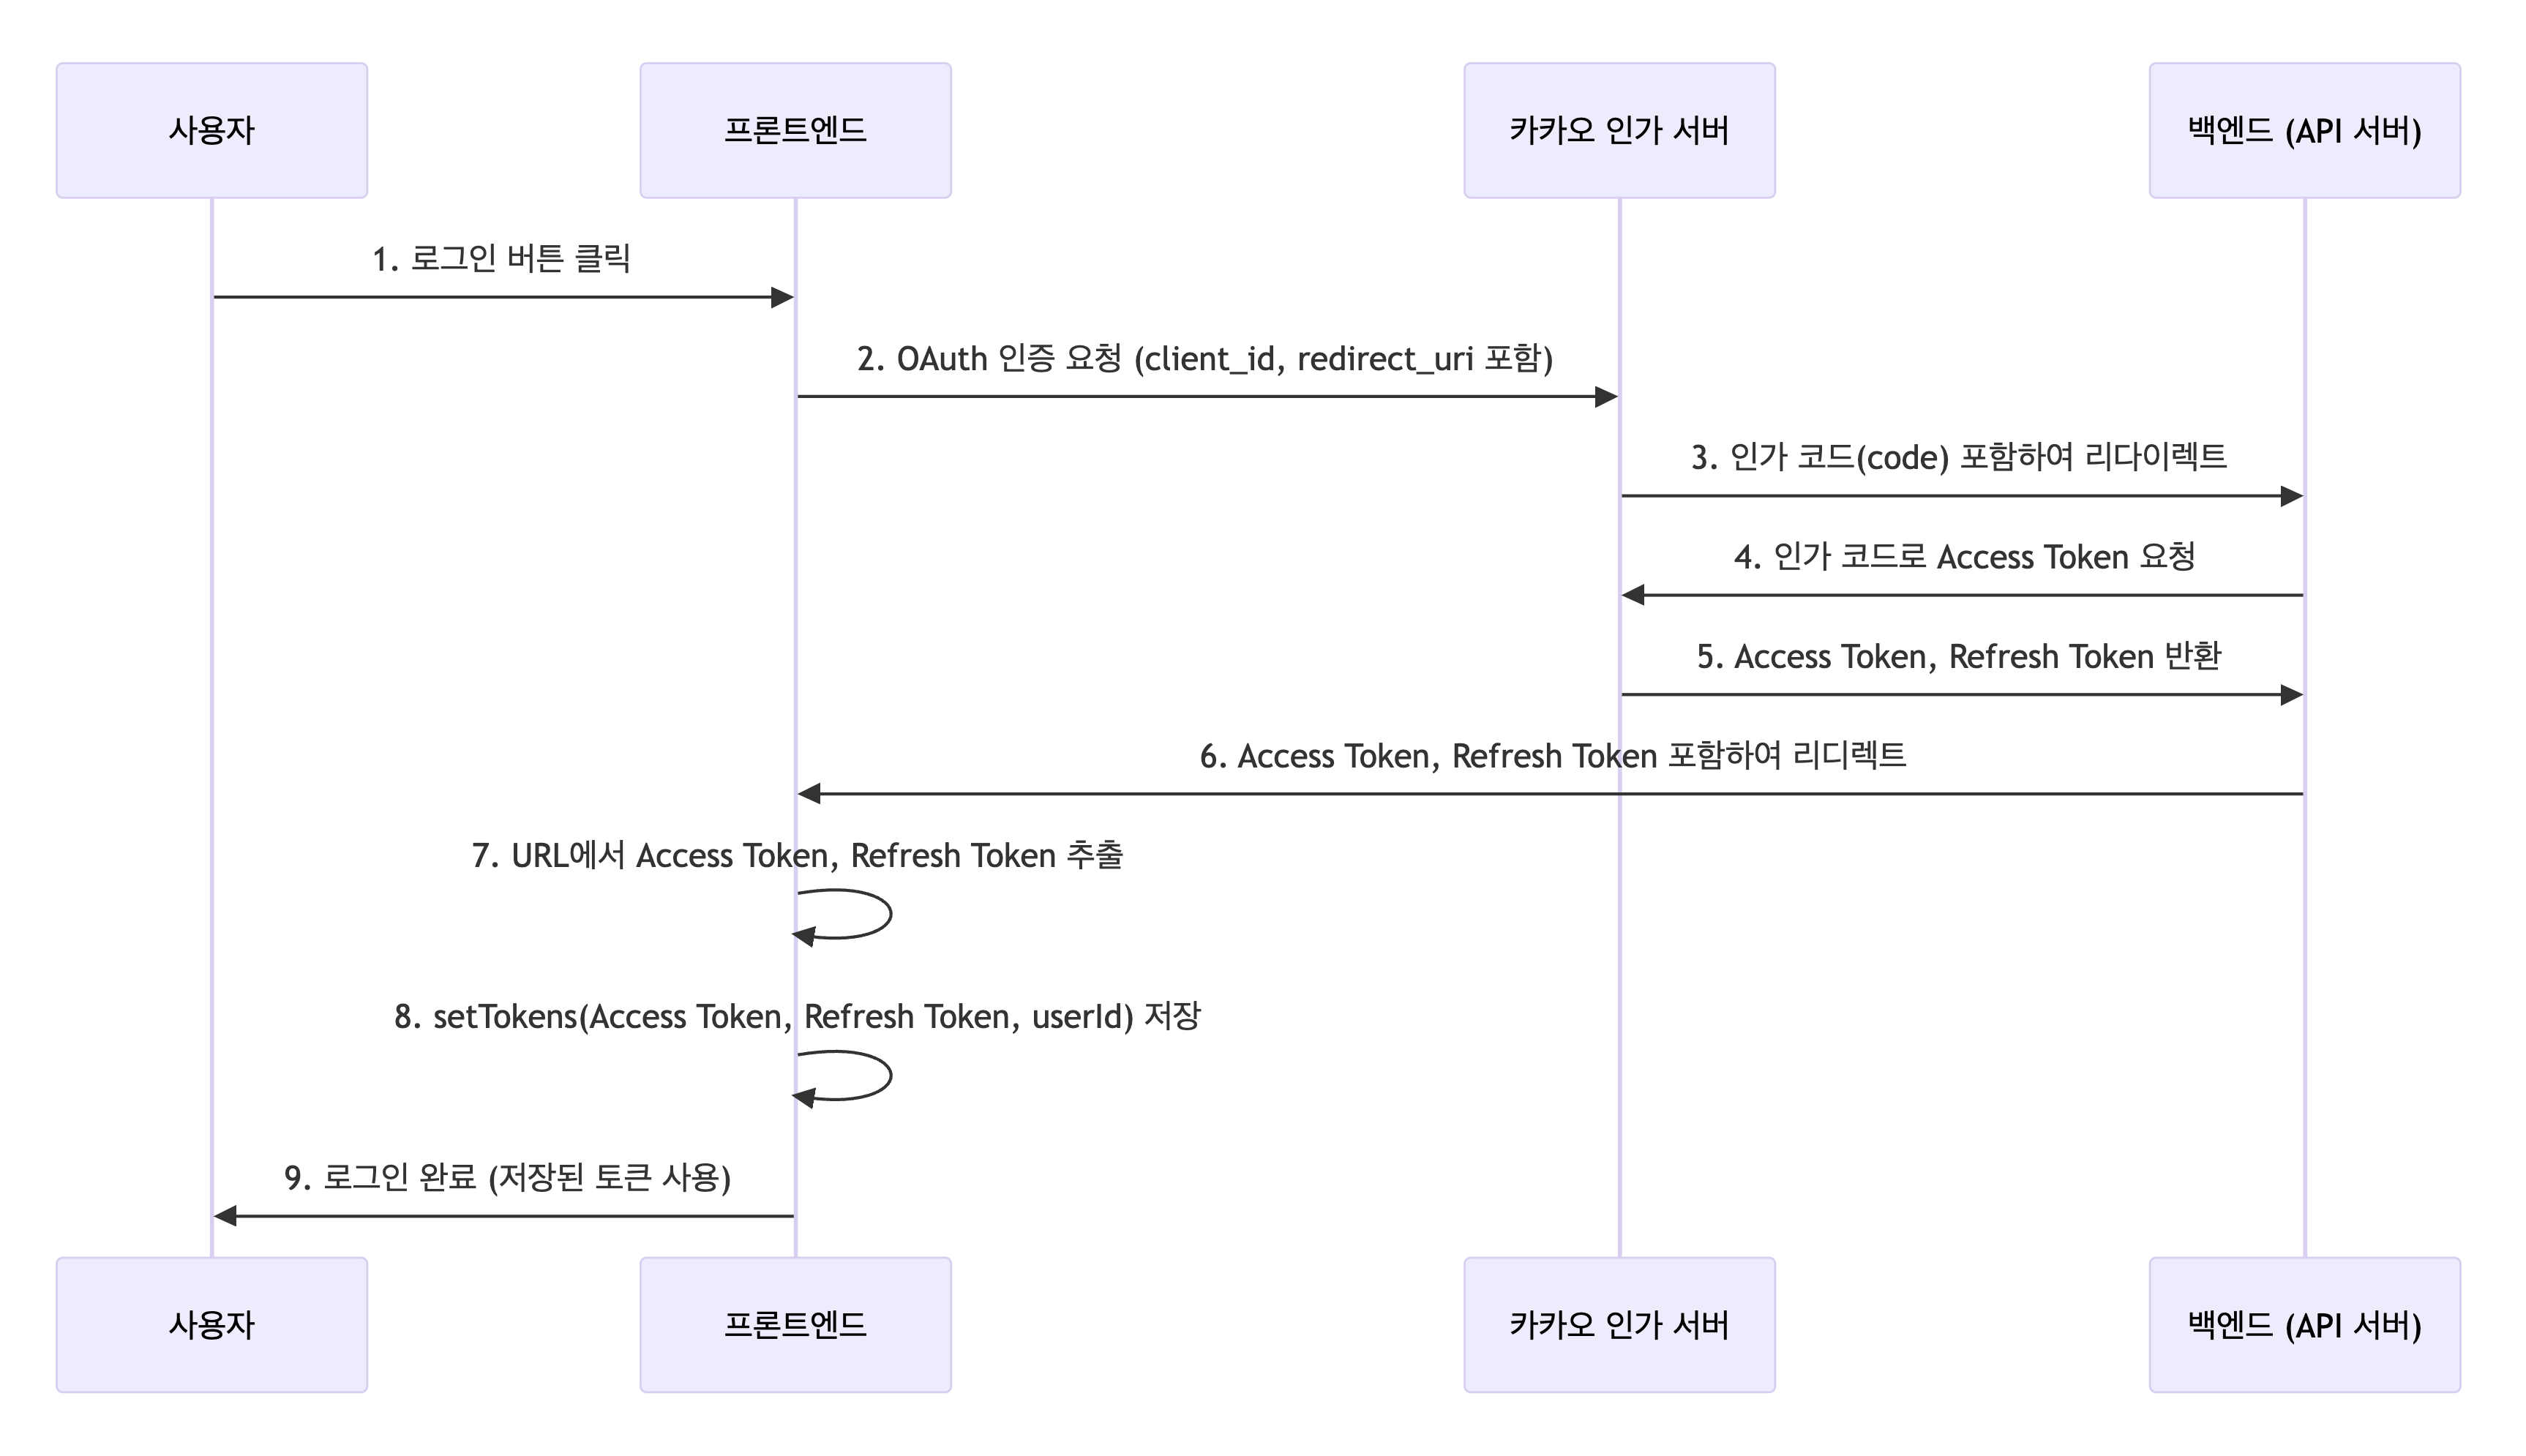 사용자
프론트엔드
카카오 인가 서버
백엔드 (API 서버)
1. 로그인 버튼 클릭
2. OAuth 인증 요청 (client_id, redirect_uri 포함)
3. 인가 코드(code) 포함하여 리다이렉트
4. 인가 코드로 Access Token 요청
5. Access Token, Refresh Token 반환
6. Access Token, Refresh Token 포함하여 리디렉트
7. URL에서 Access Token, Refresh Token 추출
8. setTokens(Access Token, Refresh Token, userId) 저장
9. 로그인 완료 (저장된 토큰 사용)
사용자
프론트엔드
카카오 인가 서버
백엔드 (API 서버)